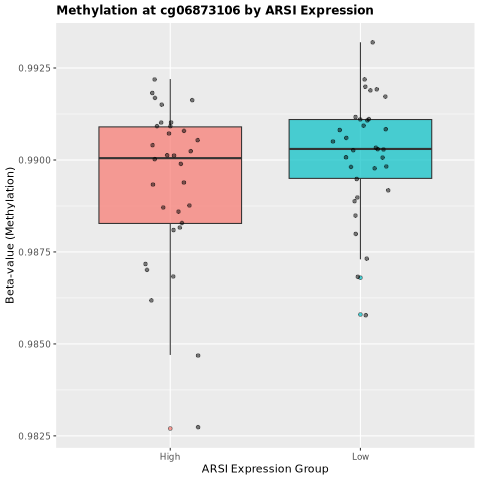 Methylation at cg06873106 by ARSI Expression
Beta-value (Methylation)
0.9925
0.9900
0.9875
0.9850
0.9825
High
Low
ARSI Expression Group